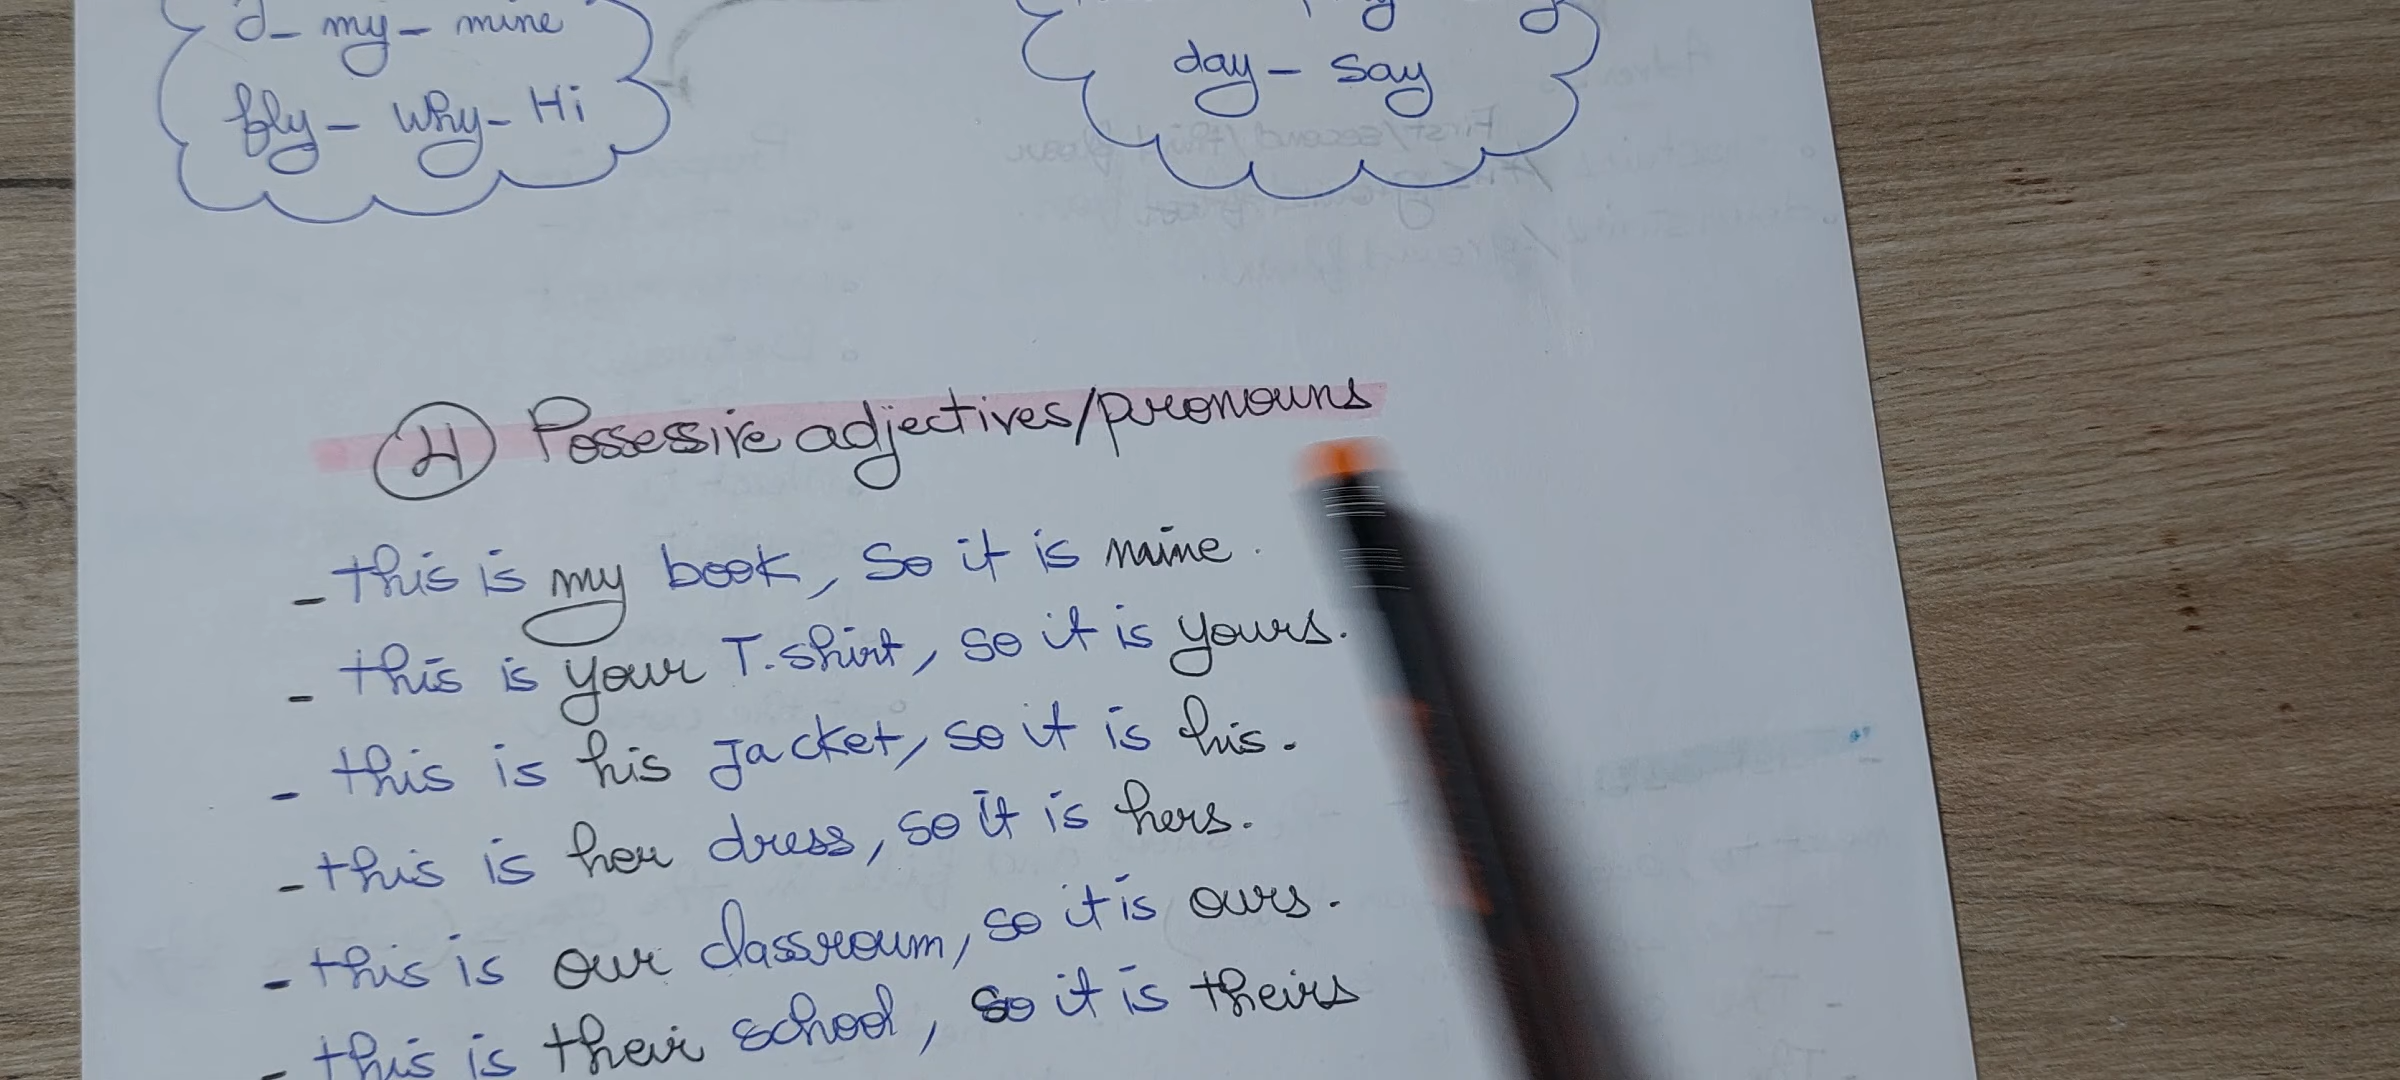 my - mine
day - say
fly - why - Hi
4 Possessive adjectives/pronouns
- this is my book, so it is mine.
- this is your T.shirt, so it is yours.
- this is his Jacket, so it is his.
- this is her dress, so it is hers.
- this is our classroum, so it is ours.
- this is their school, so it is theirs